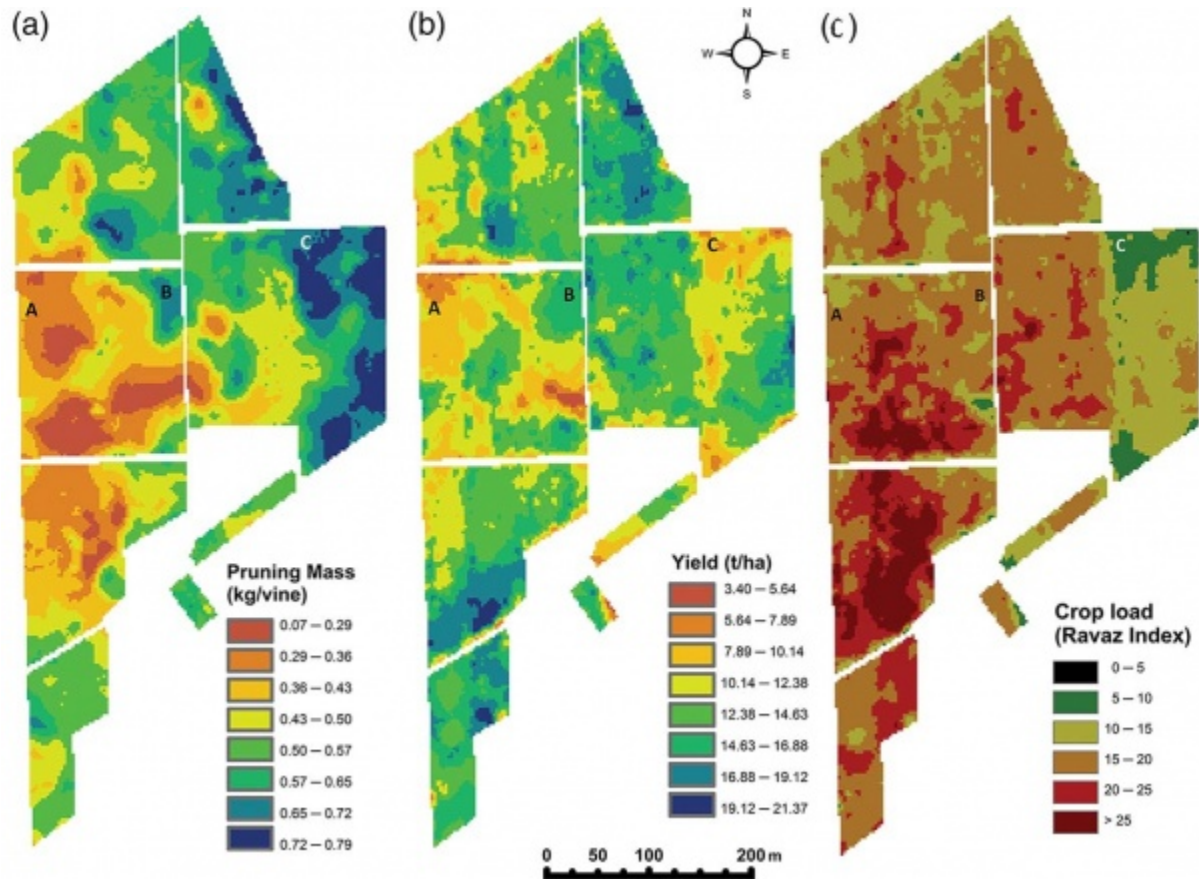 (a)
(b)
(c)
N
W
E
S
C
A
B
C
A
B
C
A
B
Pruning Mass
(kg/vine)
0.07 – 0.29
0.29 – 0.36
0.36 – 0.43
0.43 – 0.50
0.50 – 0.57
0.57 – 0.65
0.65 – 0.72
0.72 – 0.79
Yield (t/ha)
3.40 – 5.64
5.64 – 7.89
7.89 – 10.14
10.14 – 12.38
12.38 – 14.63
14.63 – 16.88
16.88 – 19.12
19.12 – 21.37
Crop load
(Ravaz Index)
0 – 5
5 – 10
10 – 15
15 – 20
20 – 25
> 25
0 50 100 200 m